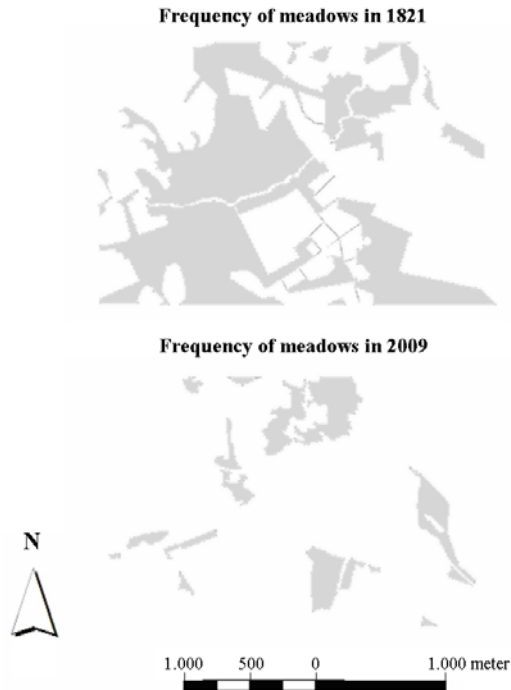 Frequency of meadows in 1821
Frequency of meadows in 2009
N
1.000 500 0 1.000 meter